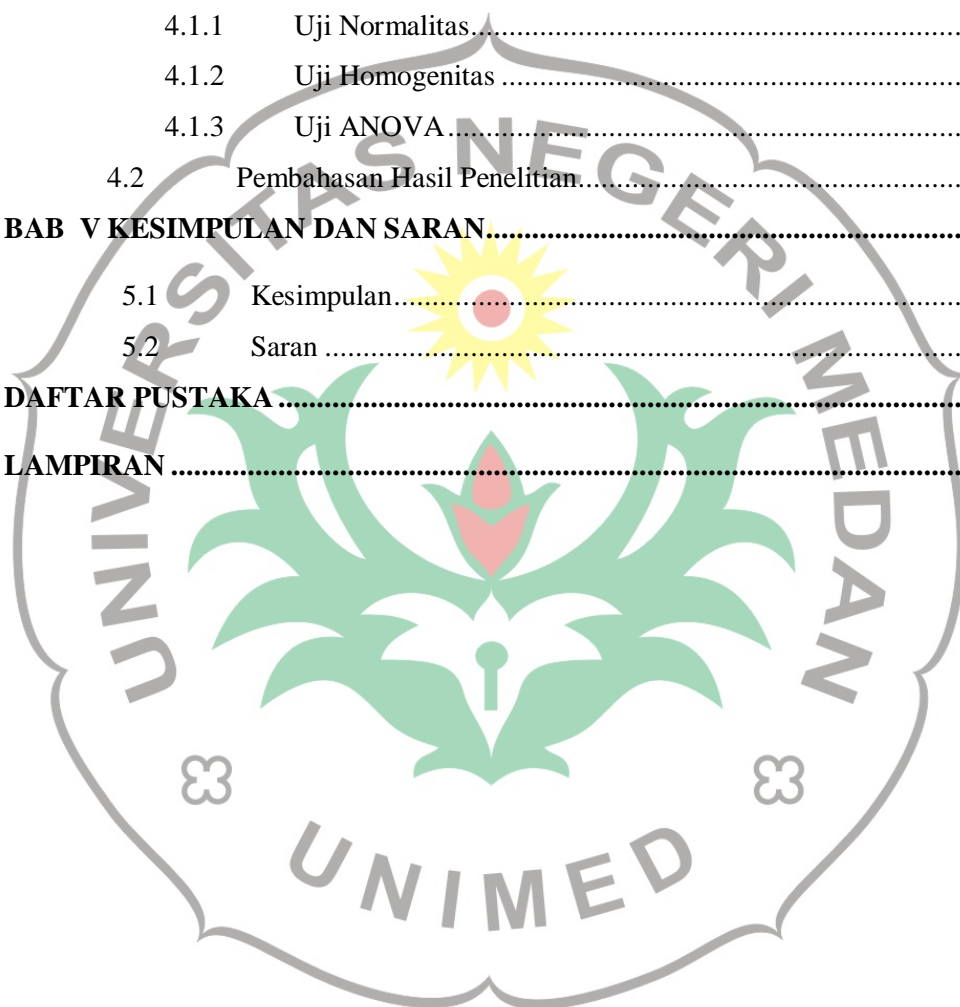 4.1.1 Uji Normalitas................................................................
4.1.2 Uji Homogenitas ............................................................
4.1.3 Uji ANOVA...................................................................
4.2 Pembahasan Hasil Penelitian..................................................
BAB V KESIMPULAN DAN SARAN..............................................................
5.1 Kesimpulan..........................................................................
5.2 Saran ...................................................................................
DAFTAR PUSTAKA .........................................................................................
LAMPIRAN .......................................................................................................
UNIVERSITAS NEGERI MEDAN
UNIMED